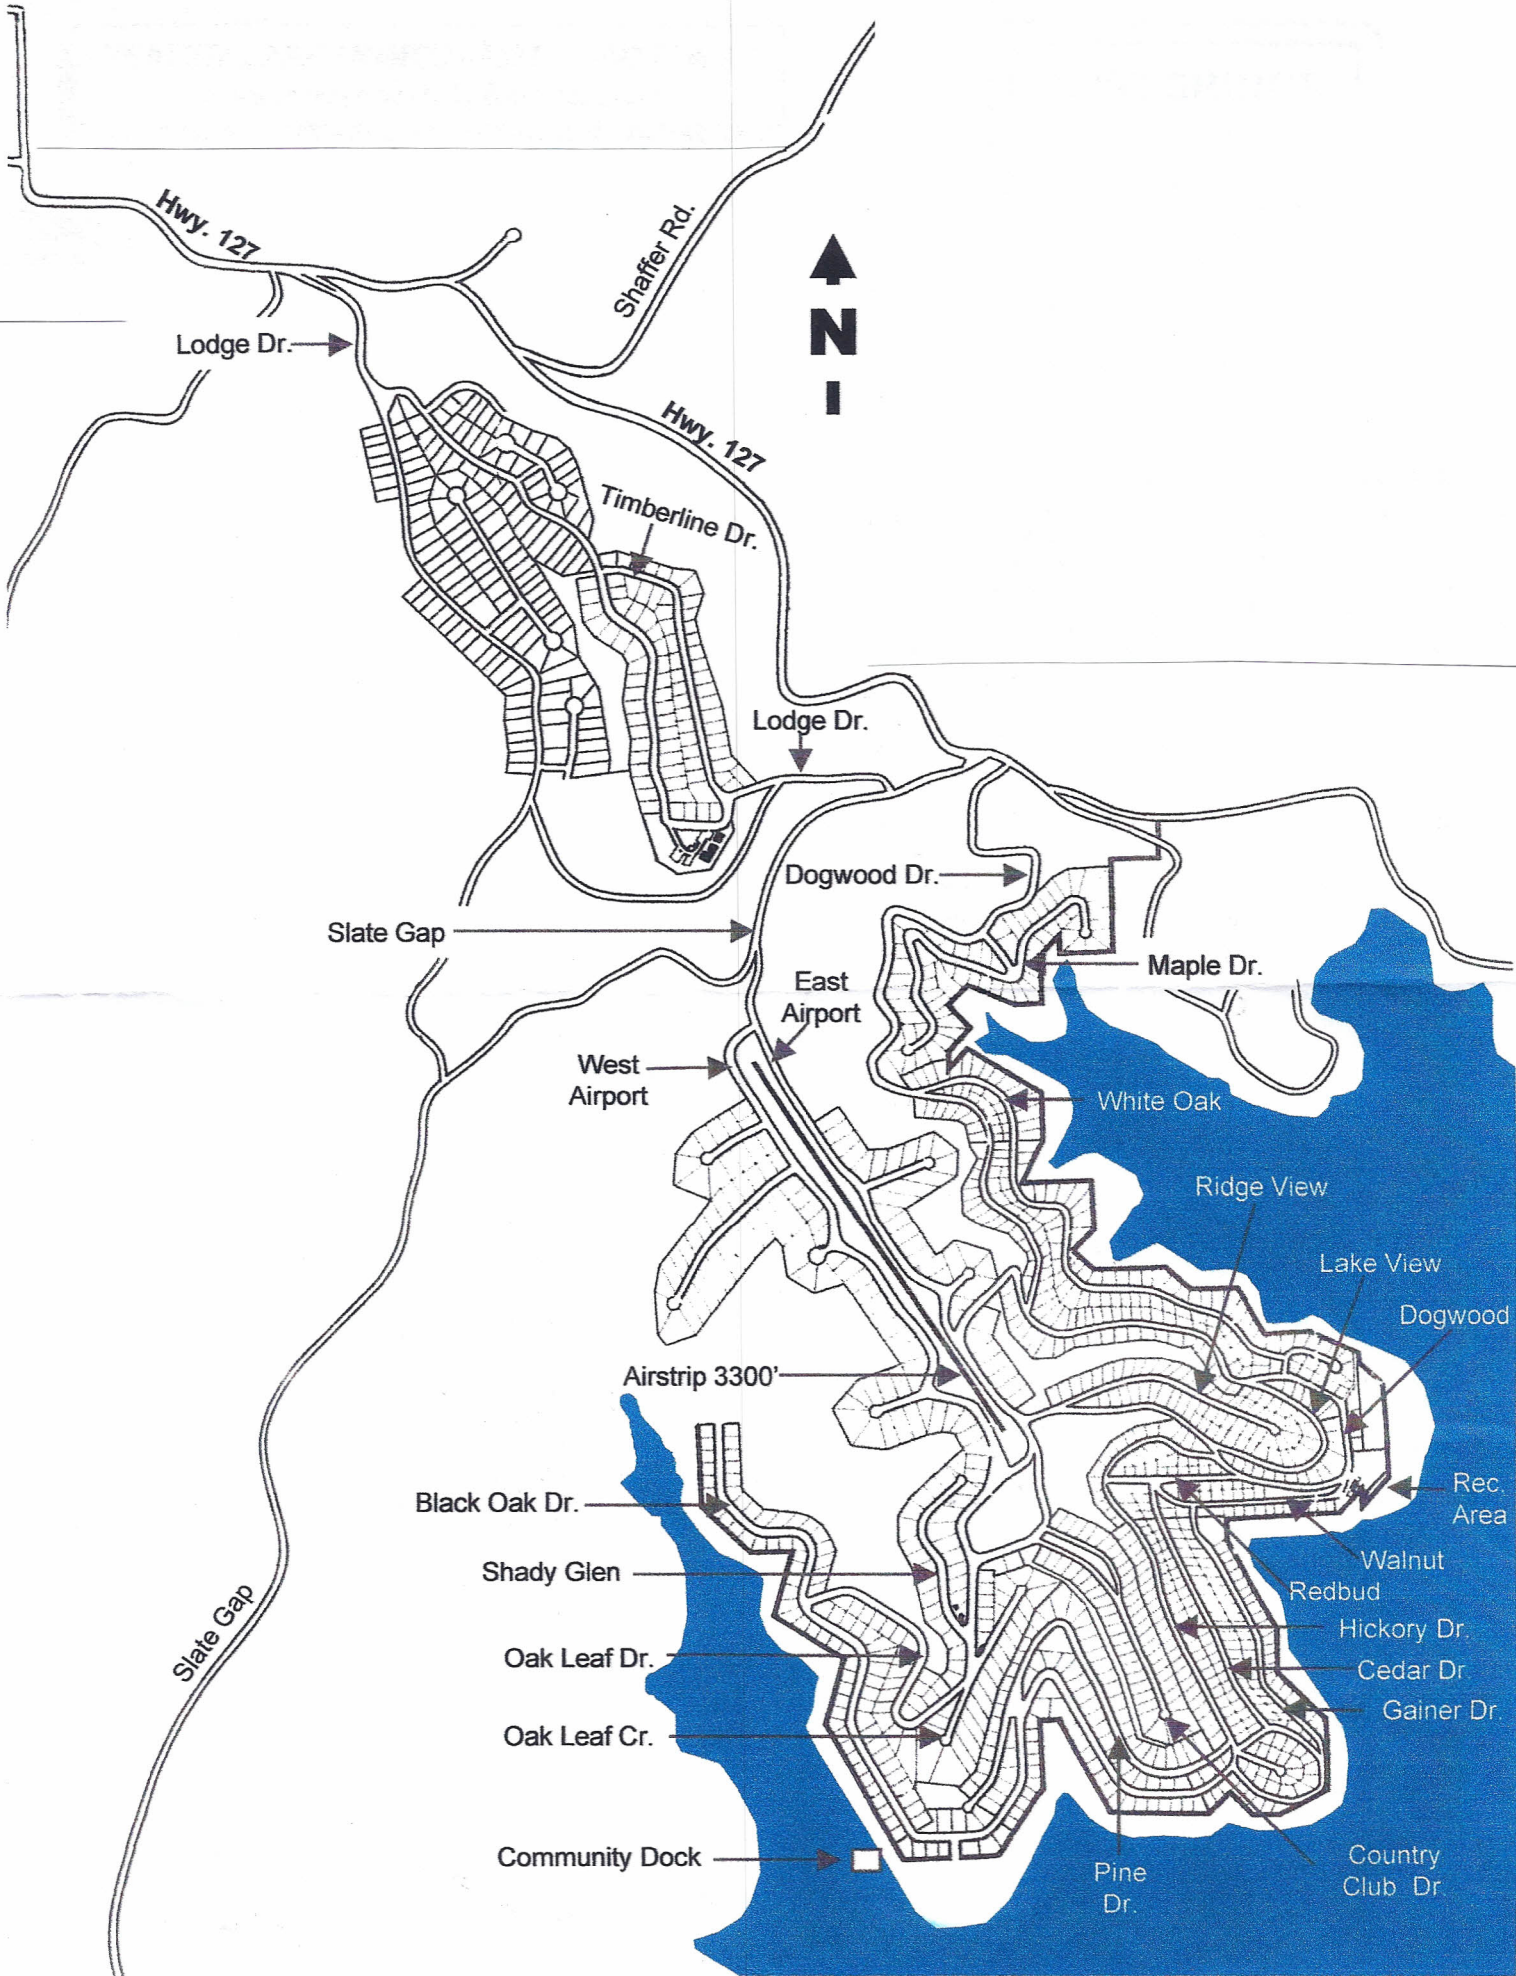 Hwy. 127
Shaffer Rd.
N
Lodge Dr.
Hwy. 127
Timberline Dr.
Lodge Dr.
Dogwood Dr.
Slate Gap
Maple Dr.
East
Airport
West
Airport
White Oak
Ridge View
Lake View
Dogwood
Airstrip 3300'
Rec.
Area
Black Oak Dr.
Walnut
Shady Glen
Redbud
Slate Gap
Hickory Dr.
Oak Leaf Dr.
Cedar Dr
Gainer Dr.
Oak Leaf Cr.
Community Dock
Pine
Dr.
Country
Club Dr.